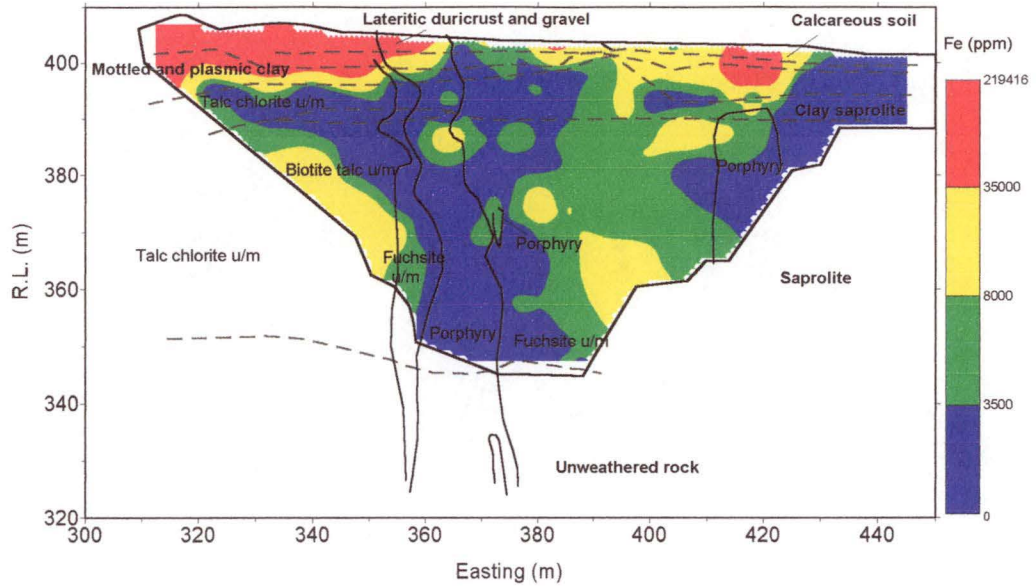 Lateritic duricrust and gravel
Calcareous soil
Fe (ppm)
219416
35000
8000
3500
0
R.L. (m)
400
380
360
340
320
Mottled and plasmic clay
Talc chlorite u/m
Clay saprolite
Biotite talc u/m
Porphyry
Talc chlorite u/m
Fuchsite
u/m
Porphyry
Saprolite
Porphyry
Fuchsite u/m
Unweathered rock
300
320
340
360
380
400
420
440
Easting (m)